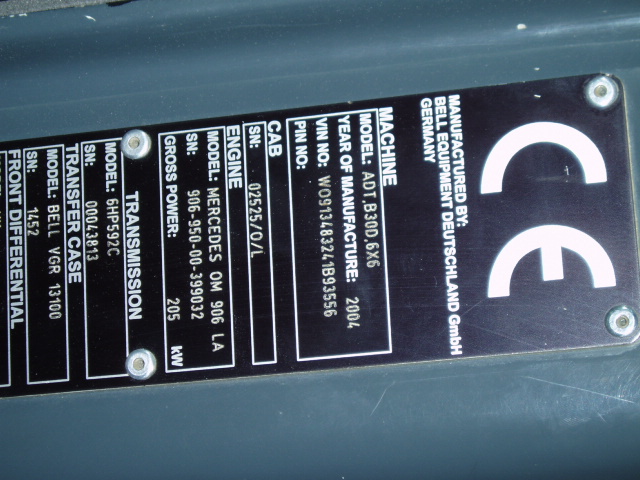 CE
MANUFACTURED BY:
BELL EQUIPMENT DEUTSCHLAND GmbH
GERMANY
MACHINE
MODEL: ADT,B30D,6X6
YEAR OF MANUFACTURE: 2004
VIN NO: W0913483241B93556
PIN NO:
CAB
SN: 02525/0/L
ENGINE
MODEL: MERCEDES OM 906 LA
SN: 906-950-00-399032
GROSS POWER: 205 kW
TRANSMISSION
MODEL: 6HP592C
SN: 00043813
TRANSFER CASE
MODEL: BELL VGR 13100
SN: 1452
FRONT DIFFERENTIAL